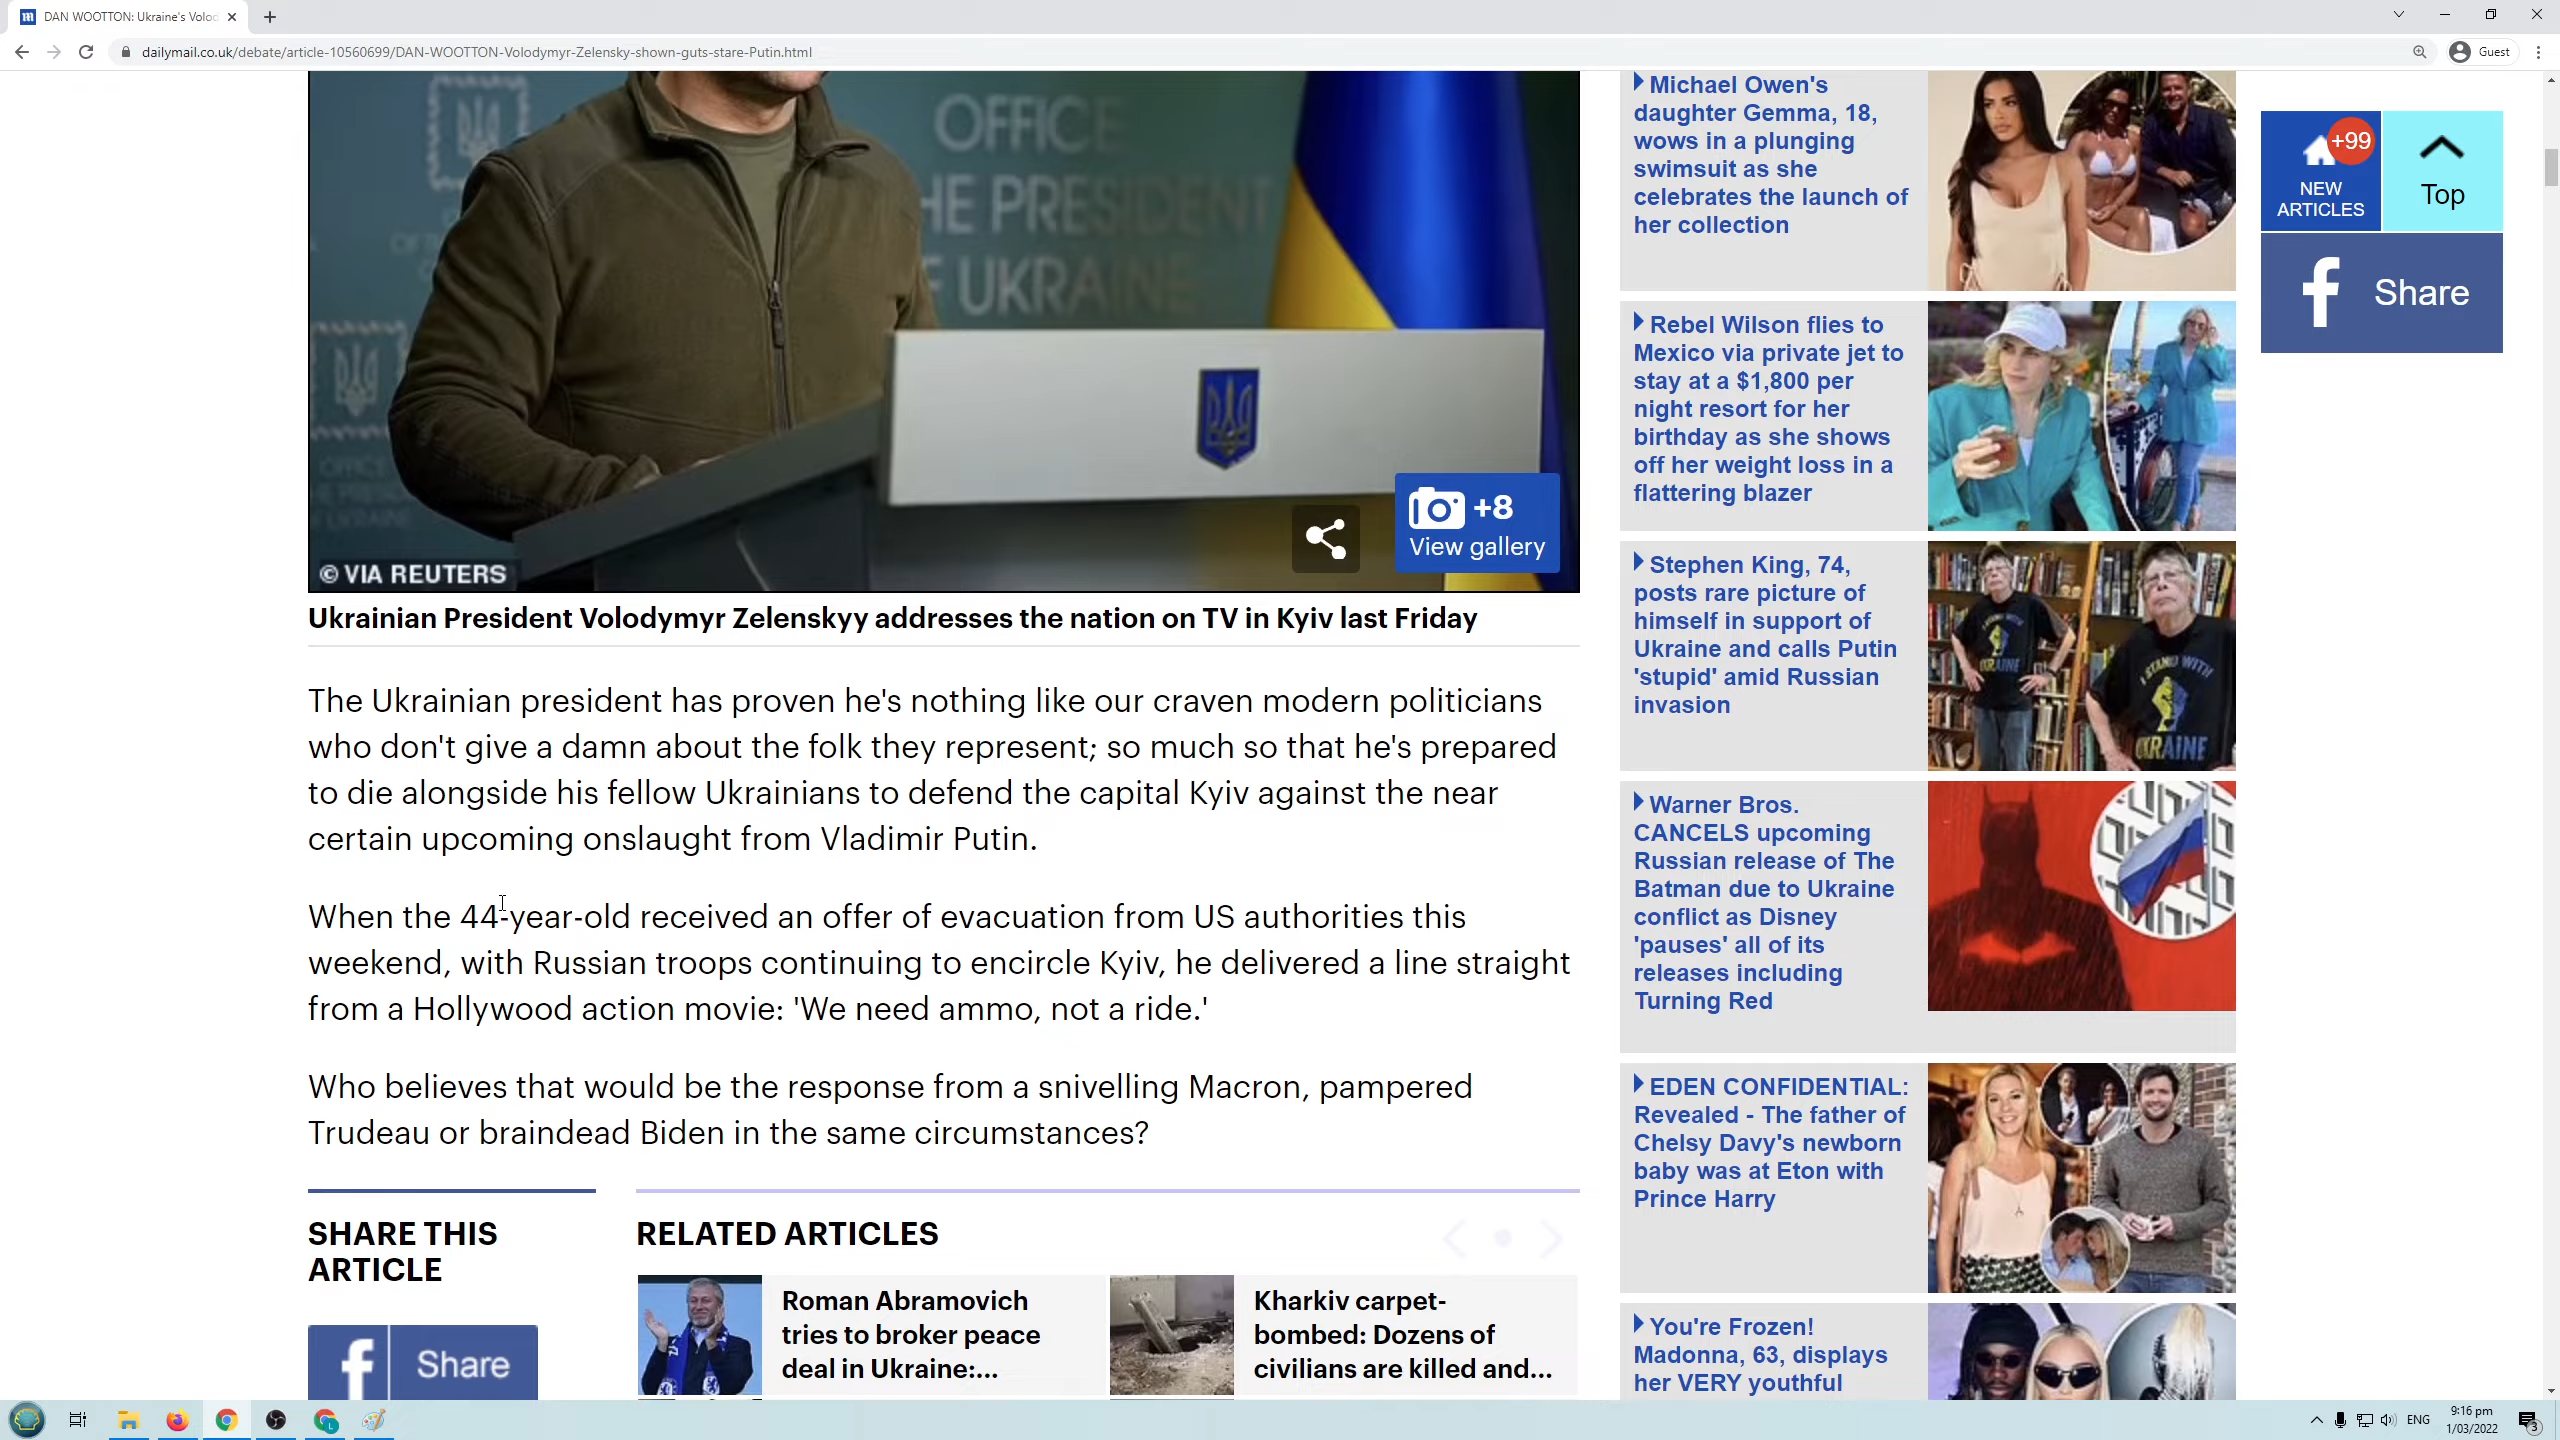 DAN WOOTTON: Ukraine's Voloc
dailymail.co.uk/debate/article-10560699/DAN-WOOTTON-Volodymyr-Zelensky-shown-guts-stare-Putin.html
Guest
OFFICE
HE PRESIDENT
F UKRAINE
+8
View gallery
© VIA REUTERS
Ukrainian President Volodymyr Zelenskyy addresses the nation on TV in Kyiv last Friday
The Ukrainian president has proven he's nothing like our craven modern politicians
who don't give a damn about the folk they represent; so much so that he's prepared
to die alongside his fellow Ukrainians to defend the capital Kyiv against the near
certain upcoming onslaught from Vladimir Putin.
When the 44-year-old received an offer of evacuation from US authorities this
weekend, with Russian troops continuing to encircle Kyiv, he delivered a line straight
from a Hollywood action movie: 'We need ammo, not a ride.'
Who believes that would be the response from a snivelling Macron, pampered
Trudeau or braindead Biden in the same circumstances?
SHARE THIS
ARTICLE
Share
RELATED ARTICLES
Roman Abramovich
tries to broker peace
deal in Ukraine:...
Kharkiv carpet-
bombed: Dozens of
civilians are killed and...
Michael Owen's
daughter Gemma, 18,
wows in a plunging
swimsuit as she
celebrates the launch of
her collection
Rebel Wilson flies to
Mexico via private jet to
stay at a $1,800 per
night resort for her
birthday as she shows
off her weight loss in a
flattering blazer
Stephen King, 74,
posts rare picture of
himself in support of
Ukraine and calls Putin
'stupid' amid Russian
invasion
I STAND WITH
UKRAINE
Warner Bros.
CANCELS upcoming
Russian release of The
Batman due to Ukraine
conflict as Disney
'pauses' all of its
releases including
Turning Red
EDEN CONFIDENTIAL:
Revealed - The father of
Chelsy Davy's newborn
baby was at Eton with
Prince Harry
You're Frozen!
Madonna, 63, displays
her VERY youthful
+99
NEW
ARTICLES
Top
Share
ENG
9:16 pm
1/03/2022
3